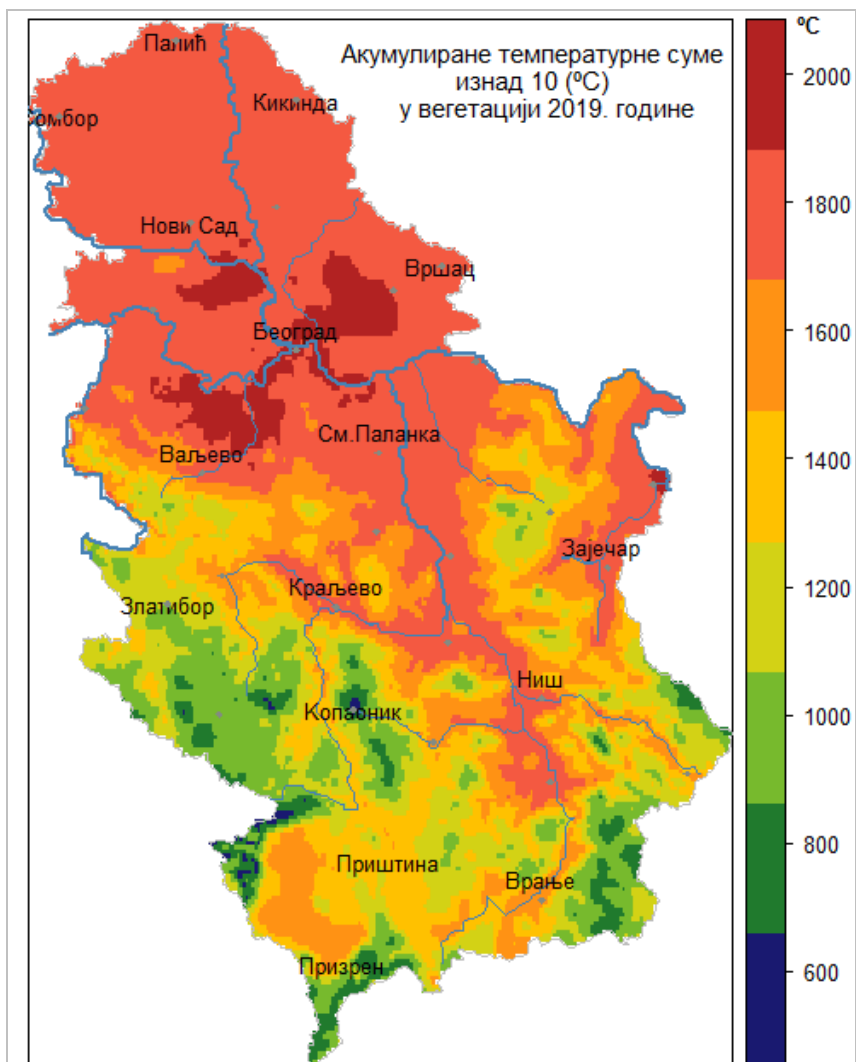 ºC
Акумулиране температурне суме
изнад 10 (ºC)
у вегетацији 2019. године
Палић
Кикинда
Сомбор
Нови Сад
Вршац
Београд
См.Паланка
Ваљево
Зајечар
Краљево
Златибор
Ниш
Копаоник
Приштина
Врање
Призрен
2000
1800
1600
1400
1200
1000
800
600